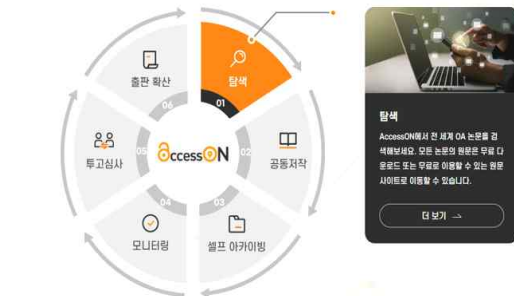 출판 확산
06
탐색
01
투고심사
05
accessON
02
공동저작
04
모니터링
03
셀프 아카이빙
탐색
AccessON에서 전 세계 OA 논문을 검
색해보세요. 모든 논문의 원문은 무료 다
운로드 또는 무료로 이용할 수 있는 원문
사이트로 이동할 수 있습니다.
더 보기 →